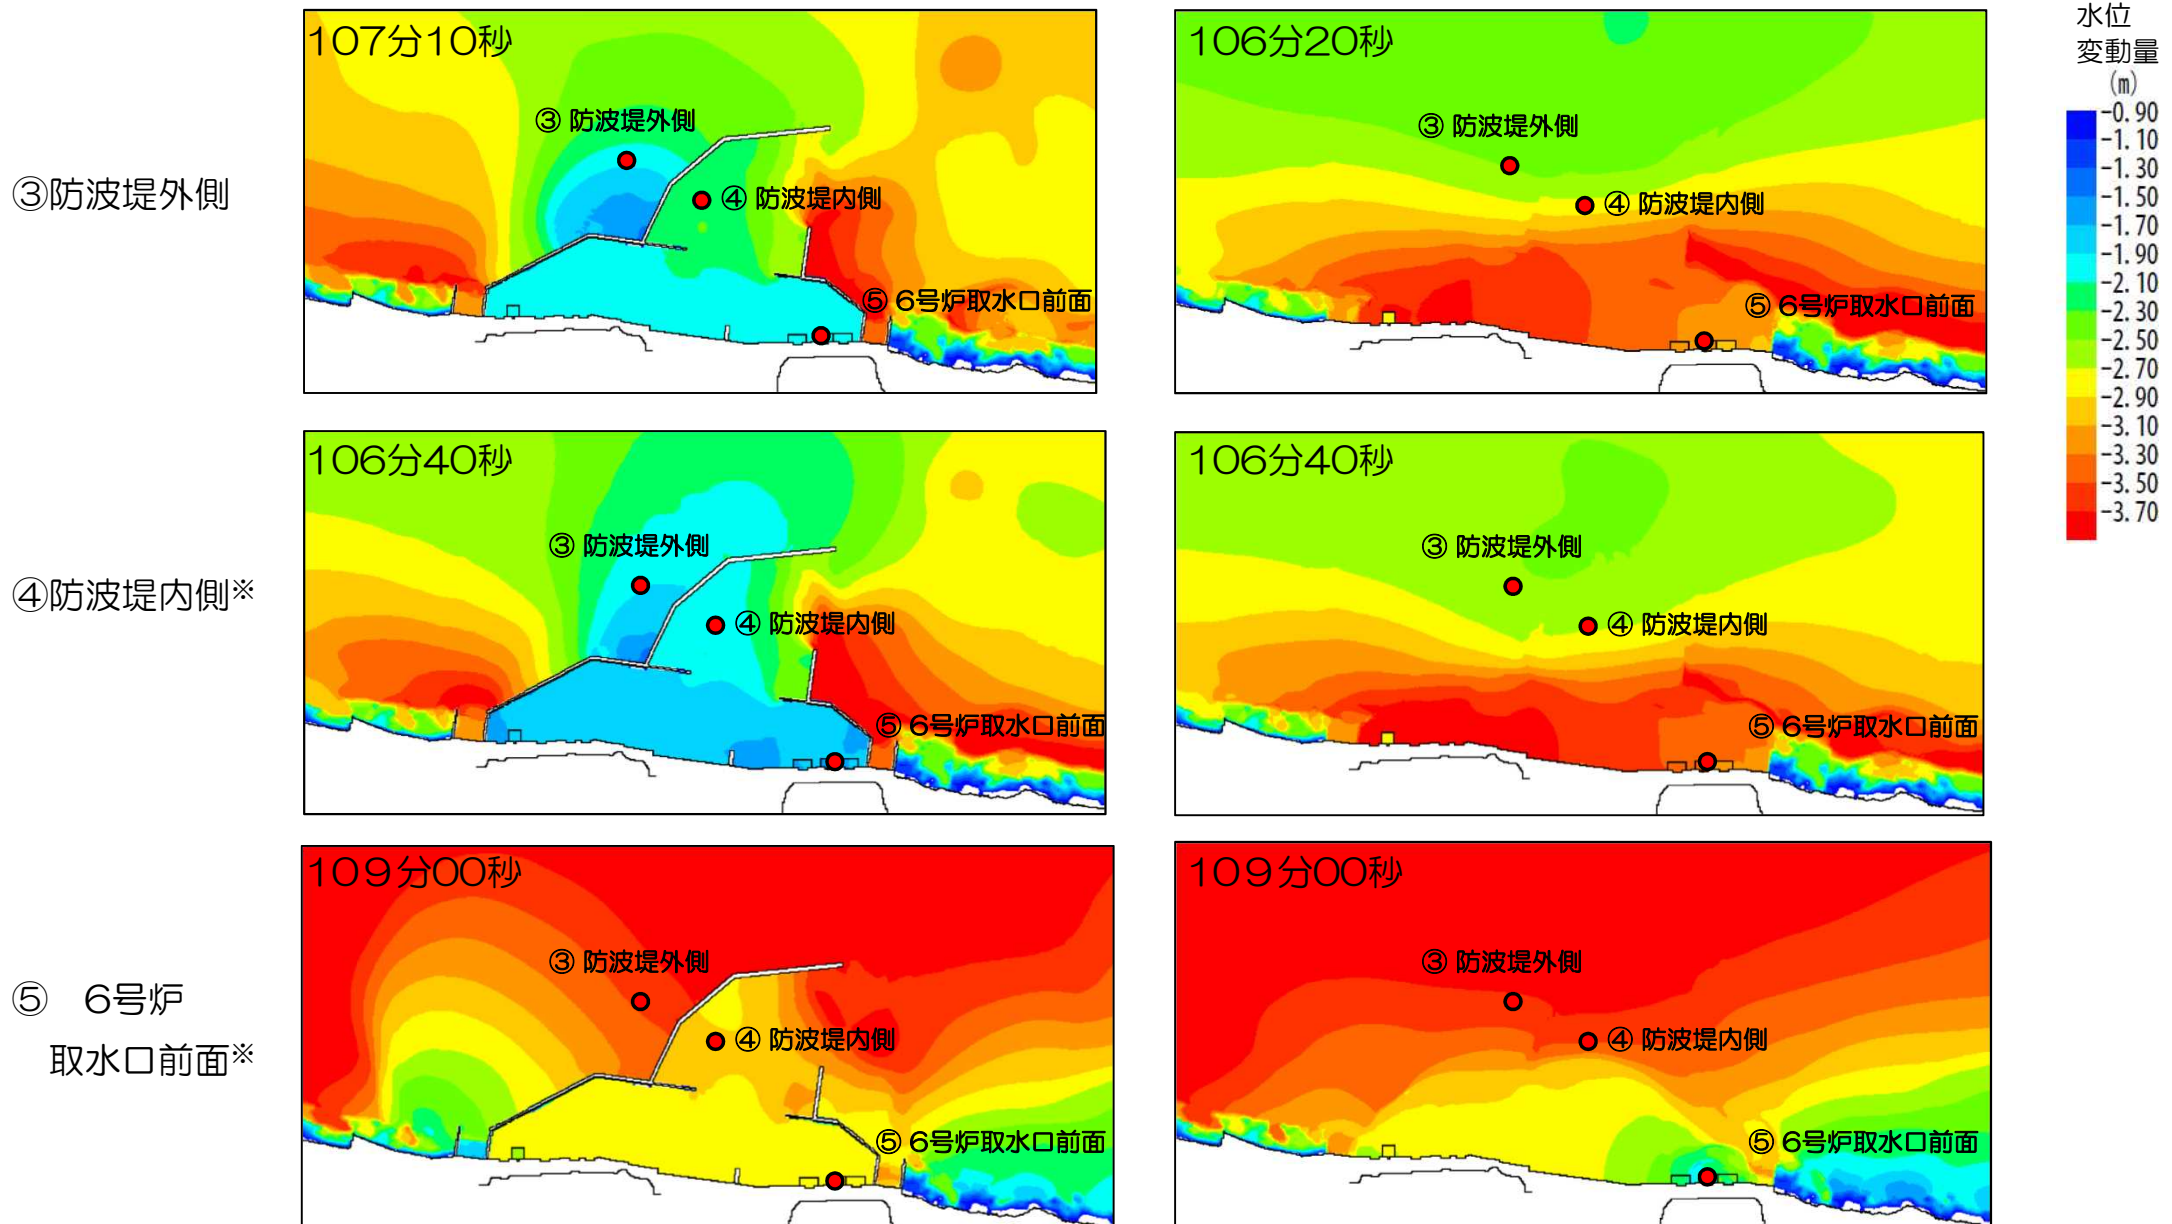 107分10秒
③ 防波堤外側
④ 防波堤内側
⑤ 6号炉取水口前面
106分20秒
③ 防波堤外側
④ 防波堤内側
⑤ 6号炉取水口前面
水位
変動量
(m)
-0.90
-1.10
-1.30
-1.50
-1.70
-1.90
-2.10
-2.30
-2.50
-2.70
-2.90
-3.10
-3.30
-3.50
-3.70
③防波堤外側
106分40秒
③ 防波堤外側
④ 防波堤内側
⑤ 6号炉取水口前面
106分40秒
③ 防波堤外側
④ 防波堤内側
⑤ 6号炉取水口前面
④防波堤内側※
109分00秒
③ 防波堤外側
④ 防波堤内側
⑤ 6号炉取水口前面
109分00秒
③ 防波堤外側
④ 防波堤内側
⑤ 6号炉取水口前面
⑤ 6号炉
取水口前面※